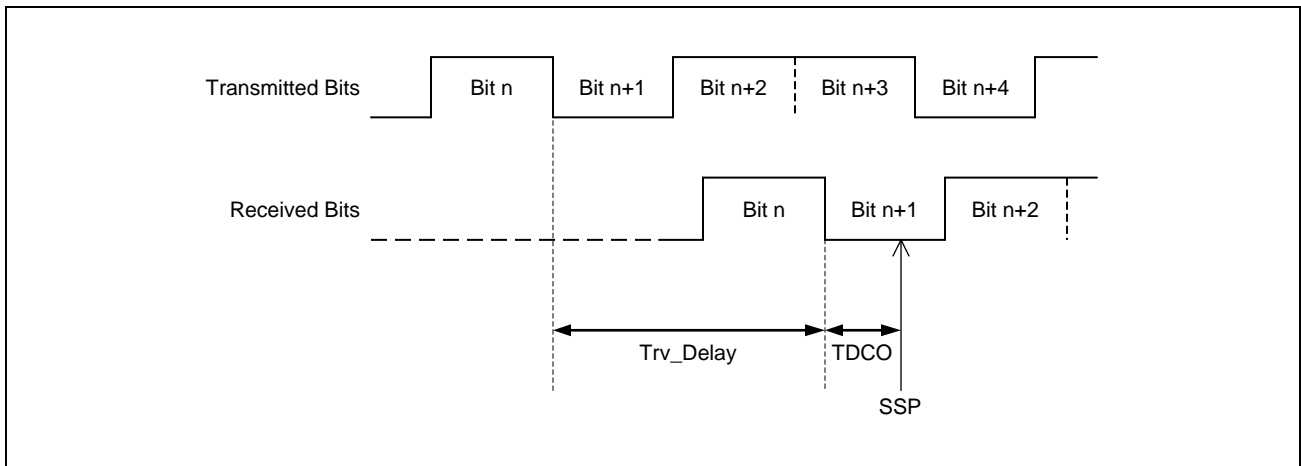 Transmitted Bits
Bit n
Bit n+1
Bit n+2
Bit n+3
Bit n+4
Received Bits
Bit n
Bit n+1
Bit n+2
Trv_Delay
TDCO
SSP